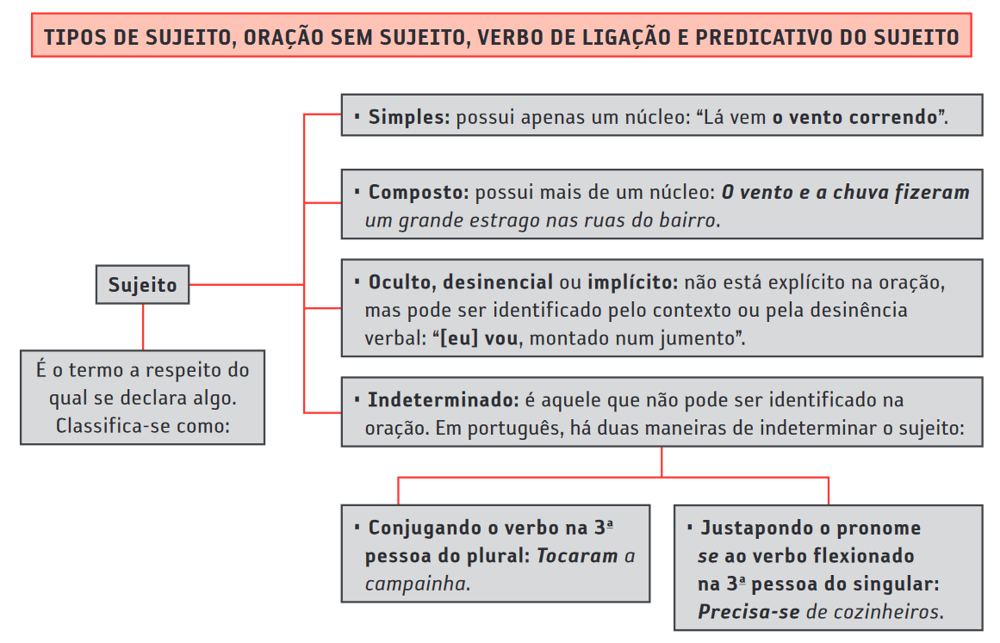 TIPOS DE SUJEITO, ORAÇÃO SEM SUJEITO, VERBO DE LIGAÇÃO E PREDICATIVO DO SUJEITO
Sujeito
É o termo a respeito do
qual se declara algo.
Classifica-se como:
· Simples: possui apenas um núcleo: “Lá vem o vento correndo”.
· Composto: possui mais de um núcleo: O vento e a chuva fizeram
um grande estrago nas ruas do bairro.
· Oculto, desinencial ou implícito: não está explícito na oração,
mas pode ser identificado pelo contexto ou pela desinência
verbal: “[eu] vou, montado num jumento”.
· Indeterminado: é aquele que não pode ser identificado na
oração. Em português, há duas maneiras de indeterminar o sujeito:
· Conjugando o verbo na 3ª
pessoa do plural: Tocaram a
campainha.
· Justapondo o pronome
se ao verbo flexionado
na 3ª pessoa do singular:
Precisa-se de cozinheiros.